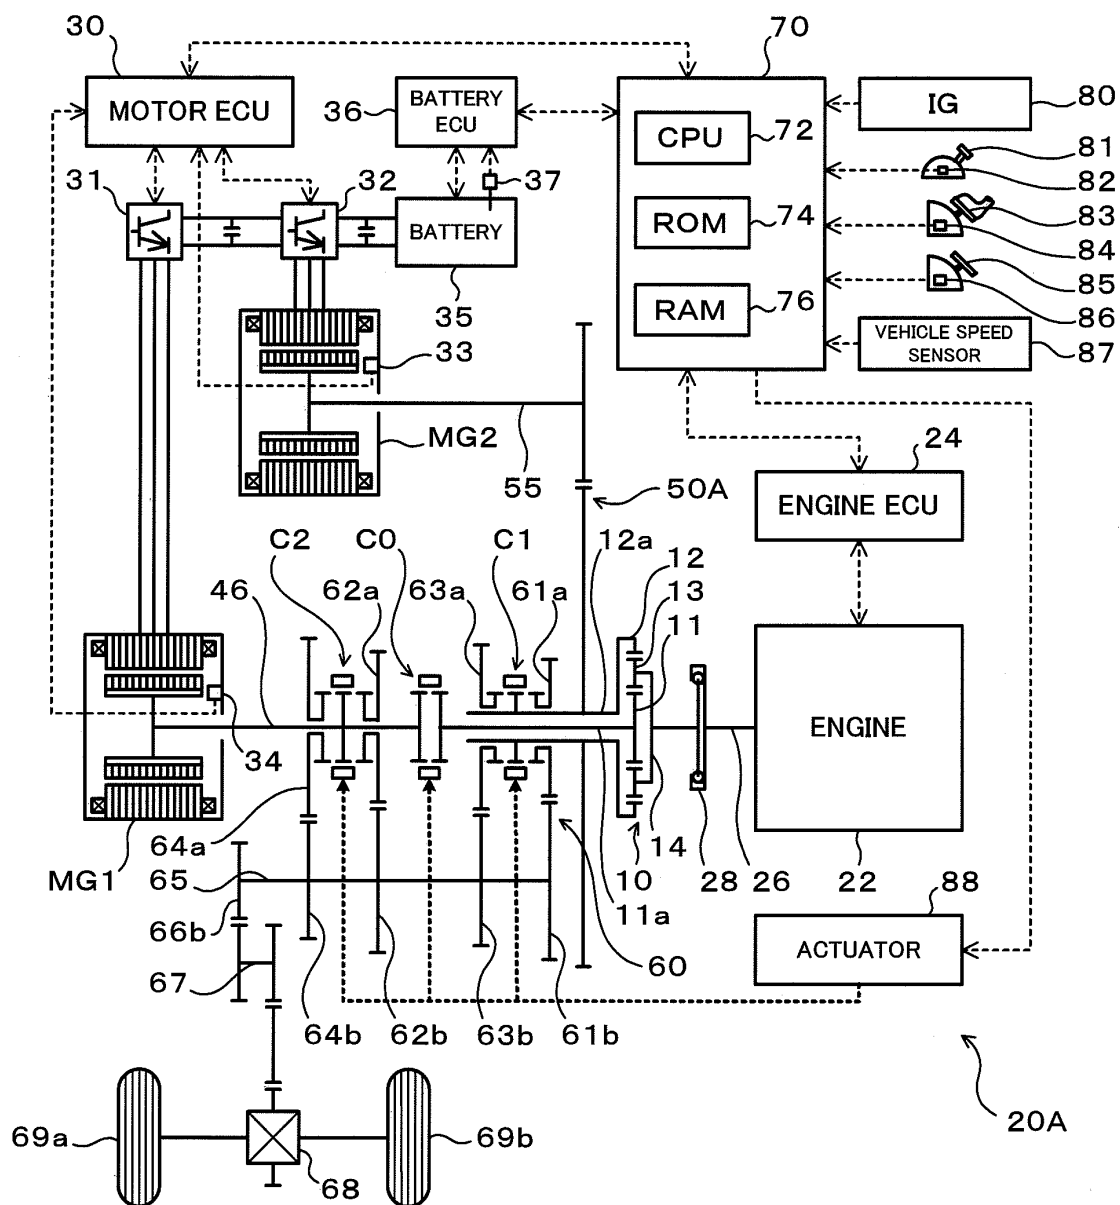 30
70
MOTOR ECU
36
BATTERY
ECU
IG
80
CPU
72
81
82
31
32
37
83
ROM
74
84
BATTERY
85
35
RAM
76
86
33
VEHICLE SPEED
SENSOR
87
MG2
24
55
50A
ENGINE ECU
C2
C0
C1
12a
12
46
62a
63a
61a
13
11
34
ENGINE
64a
14
MG1
65
10
28
26
22
88
66b
11a
67
60
ACTUATOR
64b
62b
63b
61b
20A
69a
69b
68